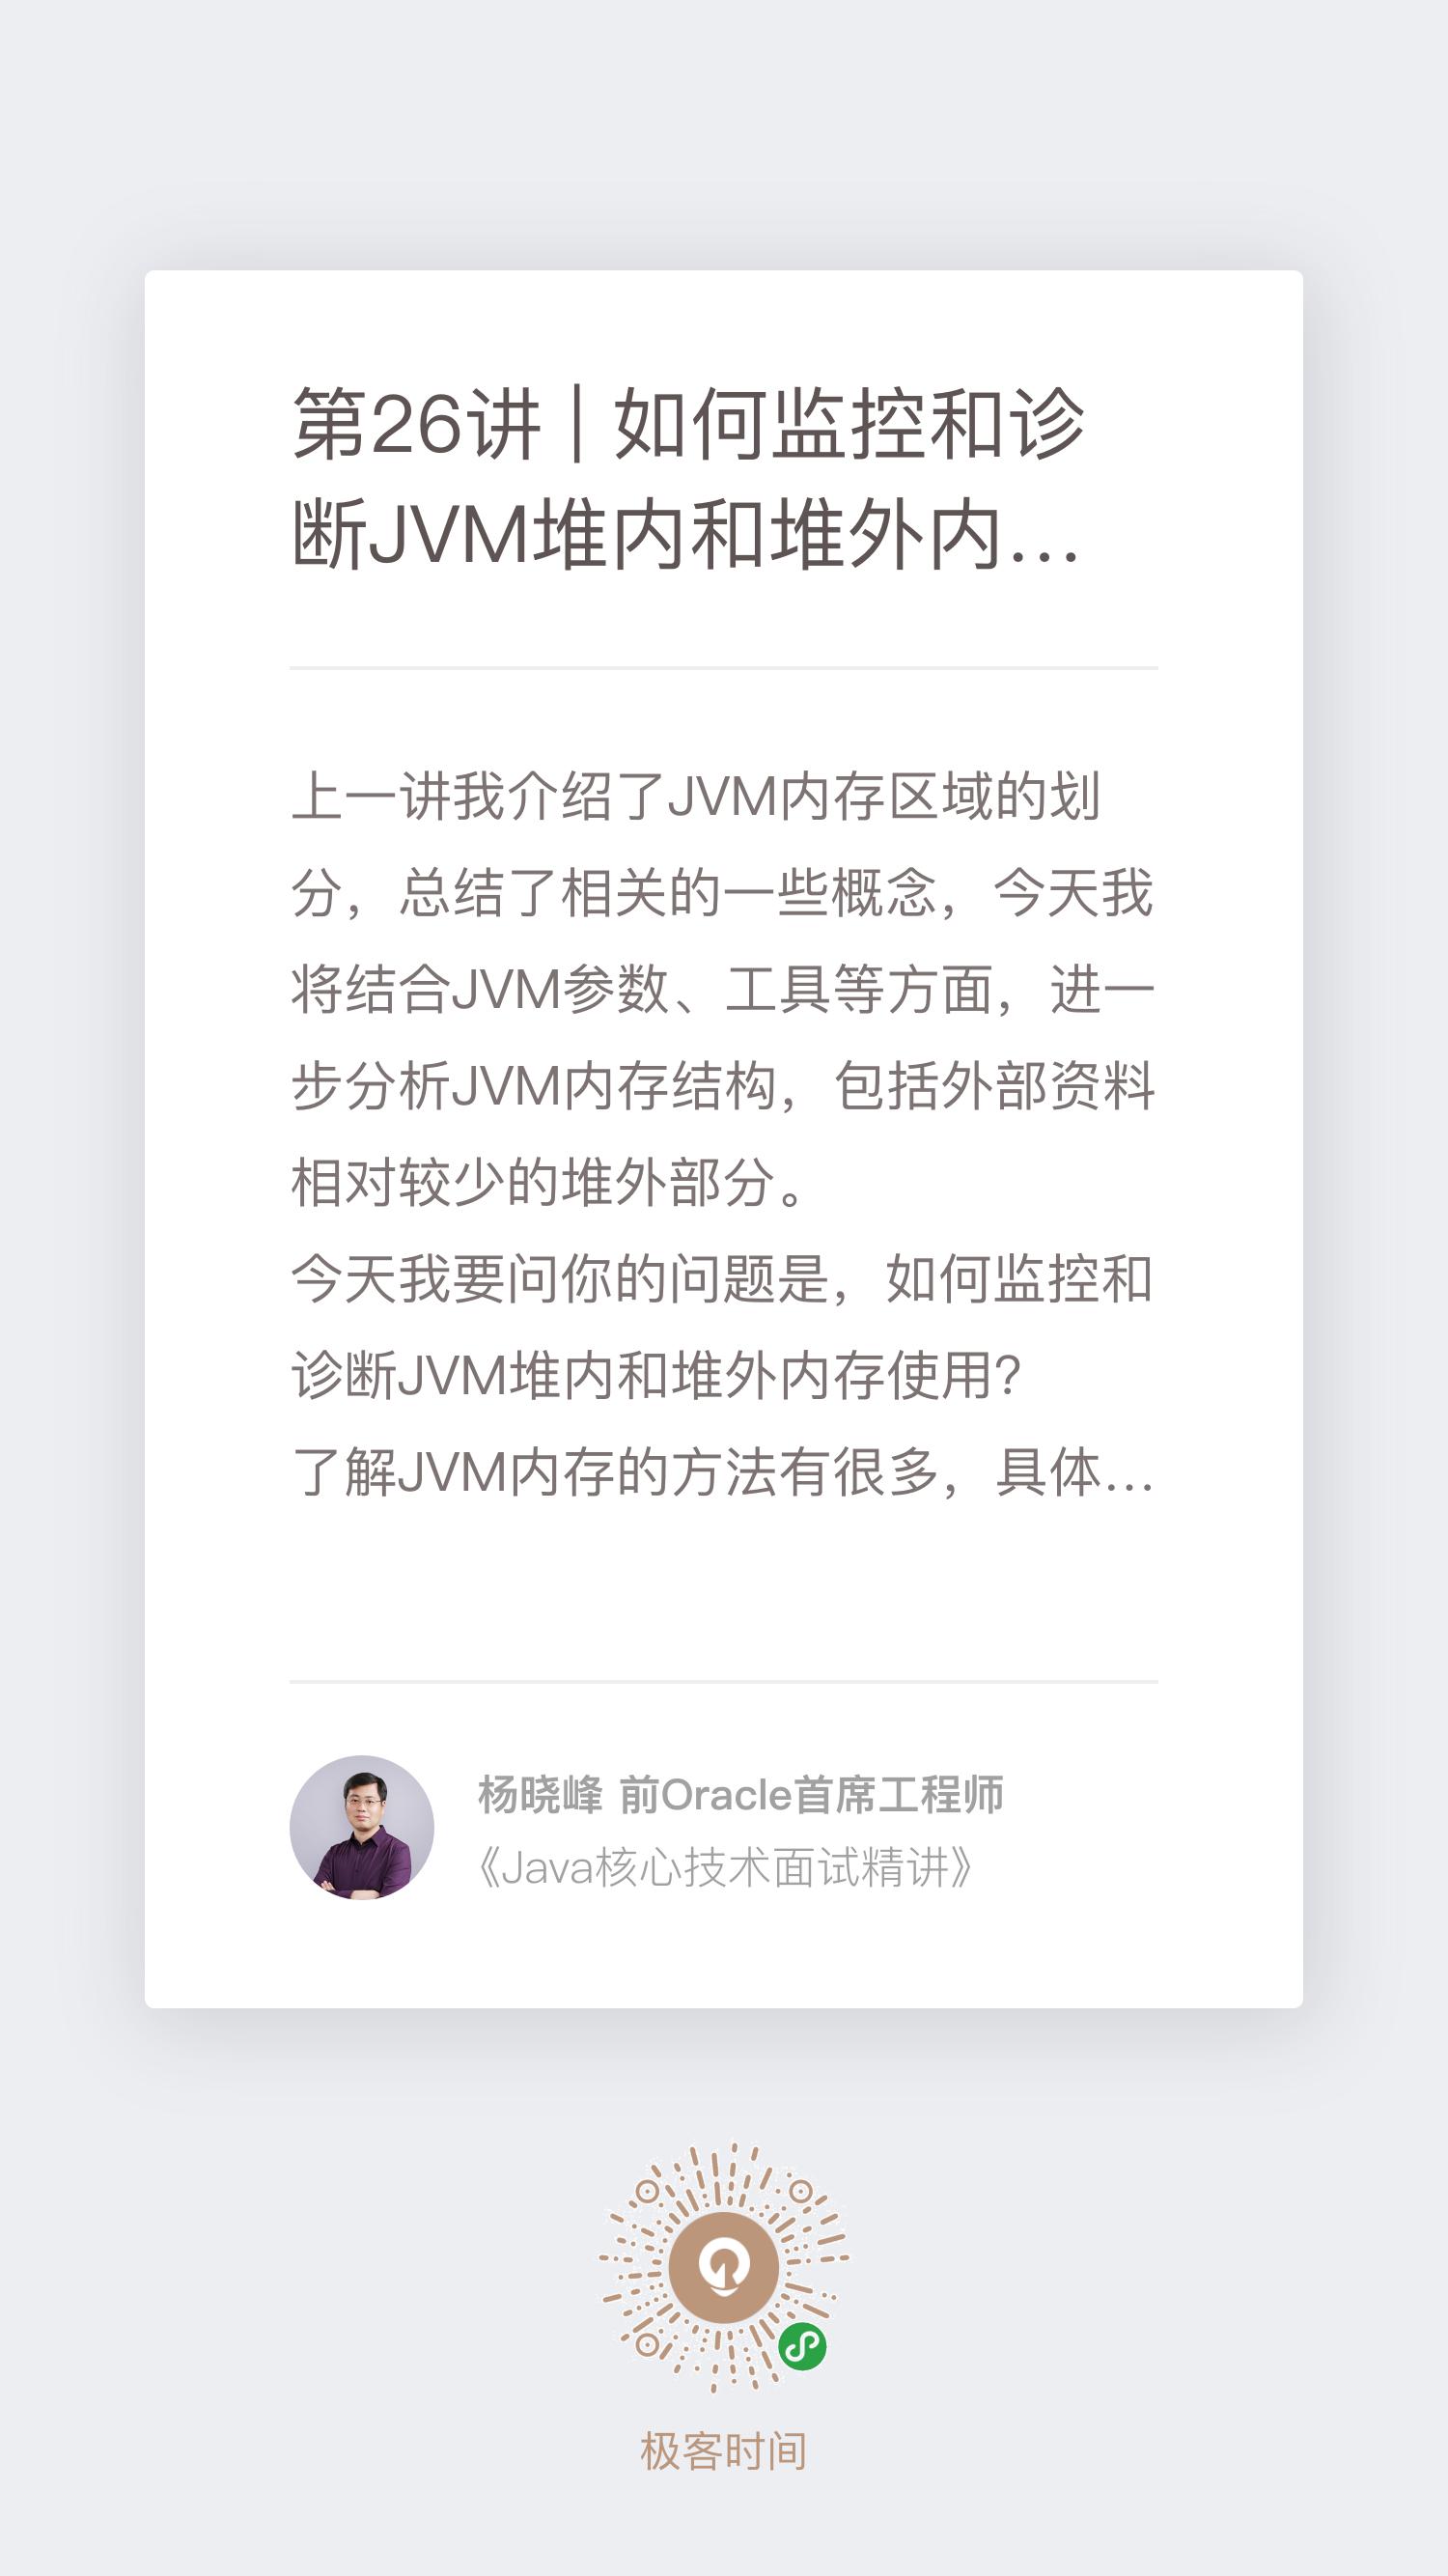 第26讲 | 如何监控和诊
断JVM堆内和堆外内...
上一讲我介绍了JVM内存区域的划
分，总结了相关的一些概念，今天我
将结合JVM参数、工具等方面，进一
步分析JVM内存结构，包括外部资料
相对较少的堆外部分。
今天我要问你的问题是，如何监控和
诊断JVM堆内和堆外内存使用？
了解JVM内存的方法有很多，具体...
杨晓峰 前Oracle首席工程师
《Java核心技术面试精讲》
极客时间